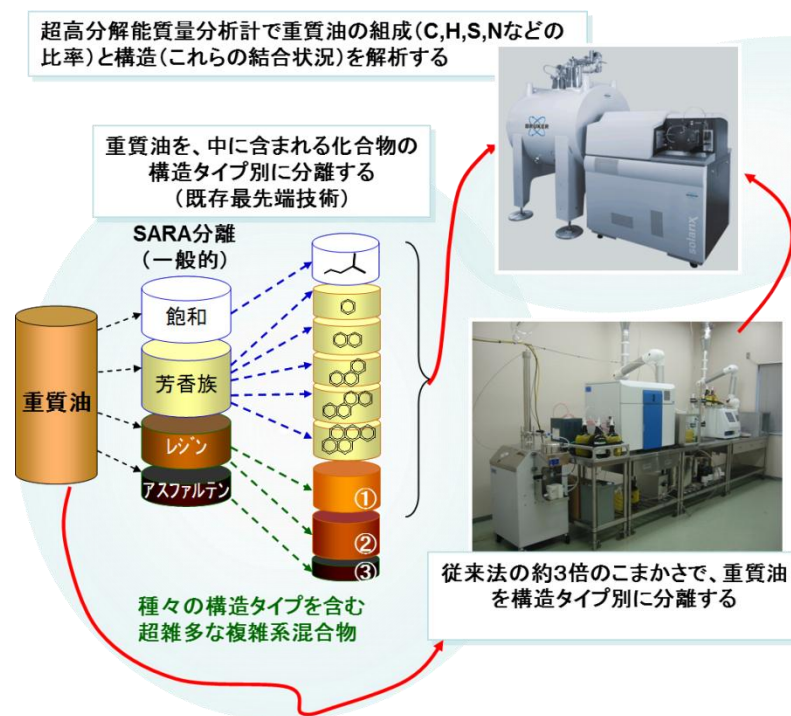 超高分解能質量分析計で重質油の組成(C,H,S,Nなどの
比率)と構造(これらの結合状況)を解析する
BRUKER
solarix
重質油を、中に含まれる化合物の
構造タイプ別に分離する
(既存最先端技術)
SARA分離
(一般的)
飽和
芳香族
重質油
レジン
アスファルテン
①
②
③
種々の構造タイプを含む
超雑多な複雑系混合物
従来法の約3倍のこまかさで、重質油
を構造タイプ別に分離する